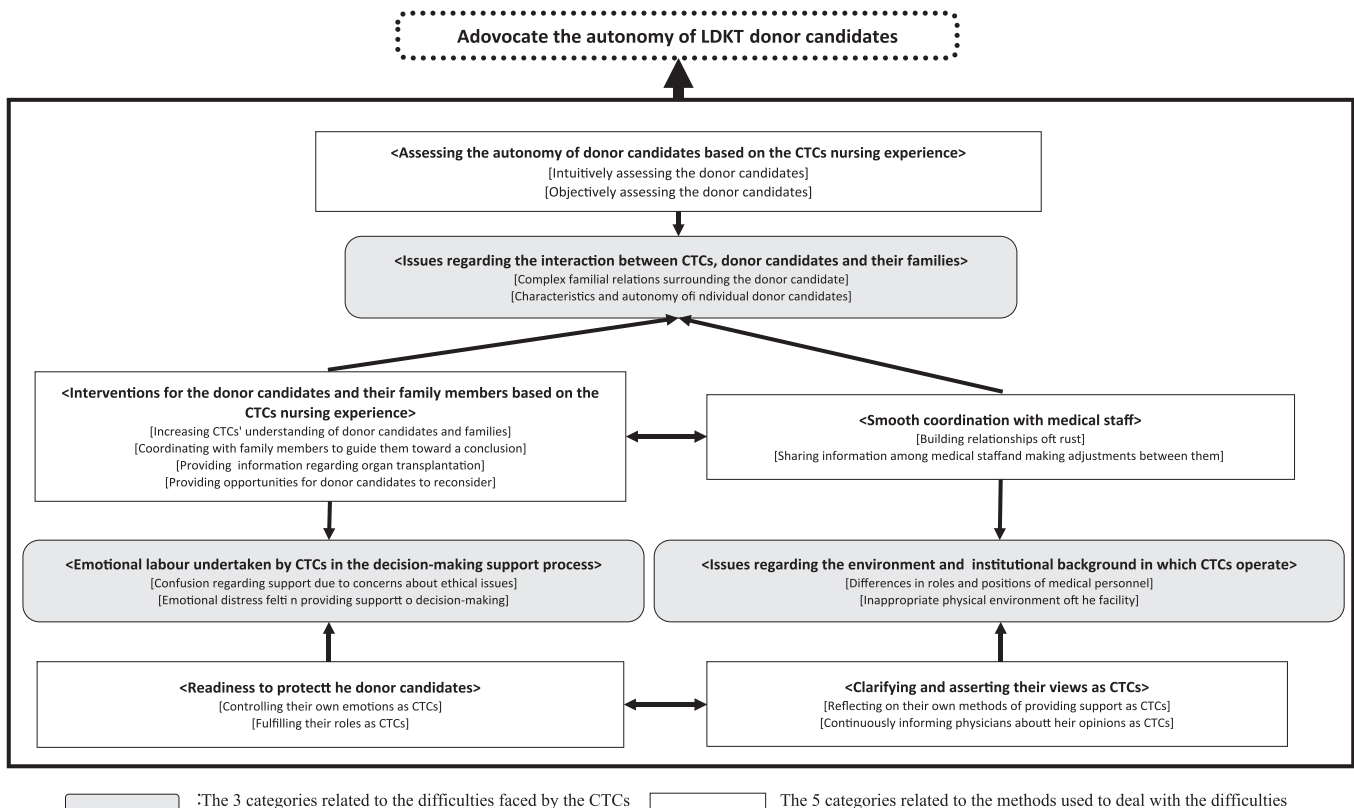 Adovocate the autonomy of LDKT donor candidates
<Assessing the autonomy of donor candidates based on the CTCs nursing experience>
[Intuitively assessing the donor candidates]
[Objectively assessing the donor candidates]
<Issues regarding the interaction between CTCs, donor candidates and their families>
[Complex familial relations surrounding the donor candidate]
[Characteristics and autonomy ofi ndividual donor candidates]
<Interventions for the donor candidates and their family members based on the
CTCs nursing experience>
[Increasing CTCs' understanding of donor candidates and families]
[Coordinating with family members to guide them toward a conclusion]
[Providing  information regarding organ transplantation]
[Providing opportunities for donor candidates to reconsider]
<Smooth coordination with medical staff>
[Building relationships oft rust]
[Sharing information among medical staffand making adjustments between them]
<Emotional labour undertaken by CTCs in the decision-making support process>
[Confusion regarding support due to concerns about ethical issues]
[Emotional distress felti n providing supportt o decision-making]
<Issues regarding the environment and  institutional background in which CTCs operate>
[Differences in roles and positions of medical personnel]
[Inappropriate physical environment oft he facility]
<Readiness to protectt he donor candidates>
[Controlling their own emotions as CTCs]
[Fulfilling their roles as CTCs]
<Clarifying and asserting their views as CTCs>
[Reflecting on their own methods of providing support as CTCs]
[Continuously informing physicians aboutt heir opinions as CTCs]
:The 3 categories related to the difficulties faced by the CTCs
The 5 categories related to the methods used to deal with the difficulties